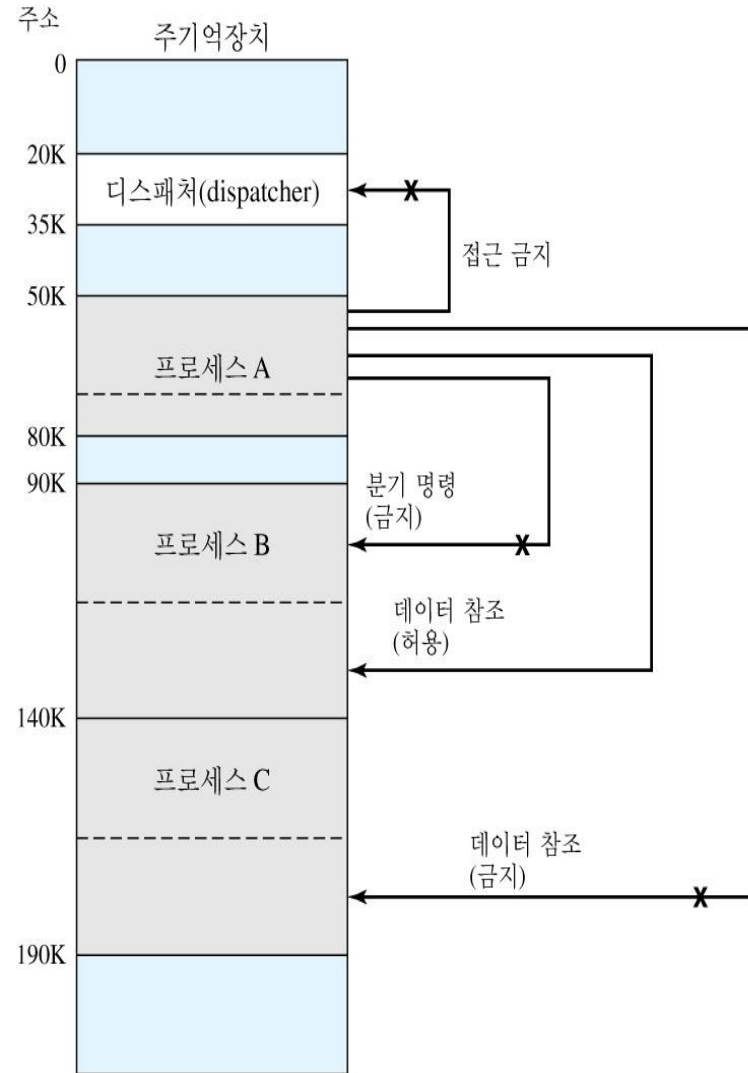 주소
주기억장치
0
20K
디스패처(dispatcher)
35K
접근 금지
50K
프로세스 A
80K
90K
분기 명령
(금지)
프로세스 B
데이터 참조
(허용)
140K
프로세스 C
데이터 참조
(금지)
190K